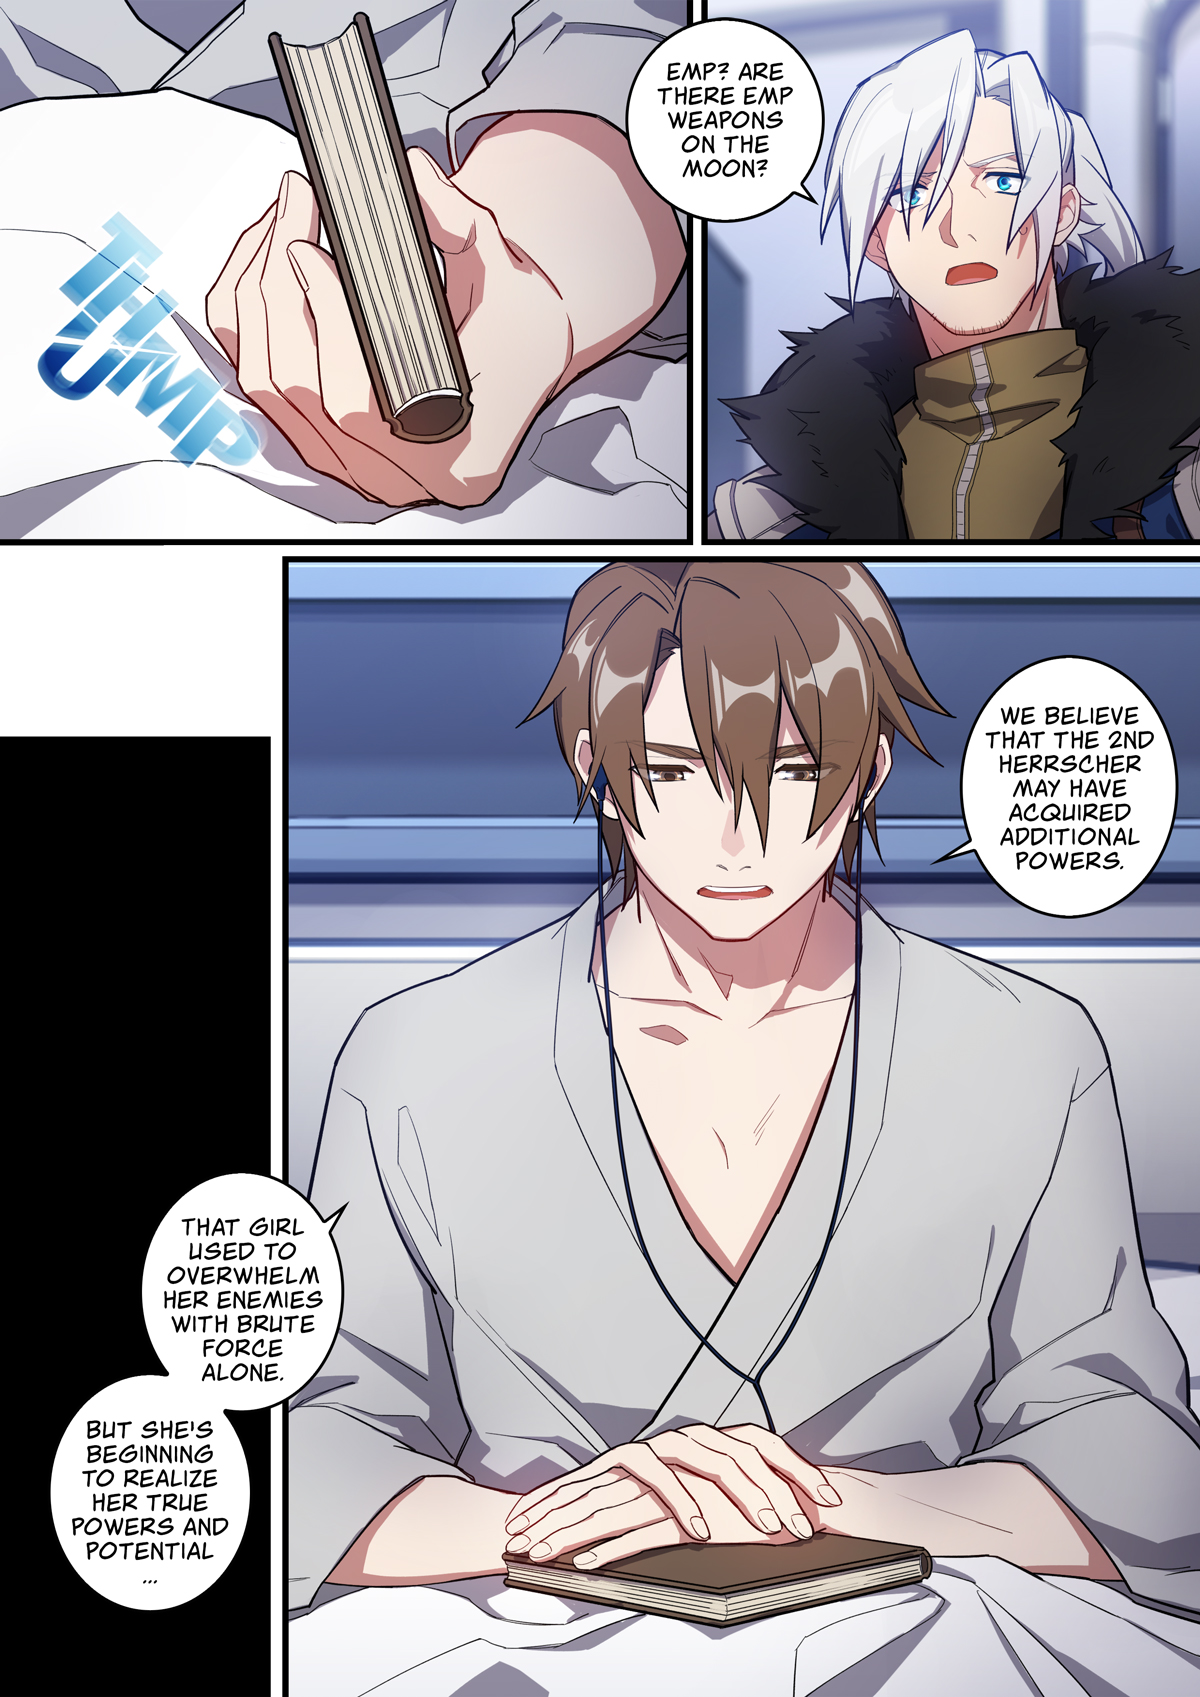 THUMP
EMP? ARE
THERE EMP
WEAPONS
ON THE
MOON?
WE BELIEVE
THAT THE 2ND
HERRSCHER
MAY HAVE
ACQUIRED
ADDITIONAL
POWERS.
THAT GIRL
USED TO
OVERWHELM
HER ENEMIES
WITH BRUTE
FORCE
ALONE.
BUT SHE'S
BEGINNING
TO REALIZE
HER TRUE
POWERS AND
POTENTIAL
...